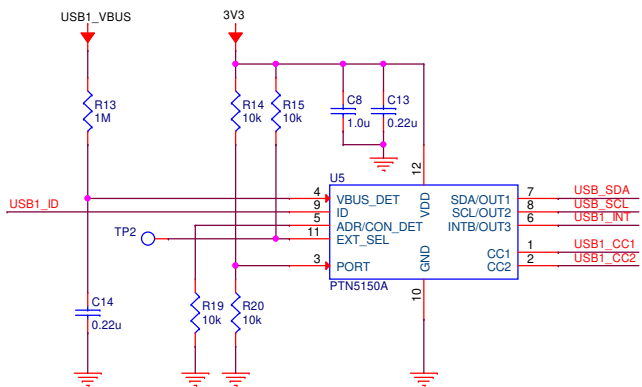 USB1_VBUS
3V3
R13
1M
R14
10k
R15
10k
C8
1.0u
C13
0.22u
U5
12
VDD
USB1_ID
TP2
4
VBUS_DET
9
ID
5
ADR/CON_DET
11
EXT_SEL
3
PORT
SDA/OUT1
7
USB_SDA
SCL/OUT2
8
USB_SCL
INTB/OUT3
6
USB1_INT
CC1
1
USB1_CC1
CC2
2
USB1_CC2
GND
10
PTN5150A
C14
0.22u
R19
10k
R20
10k